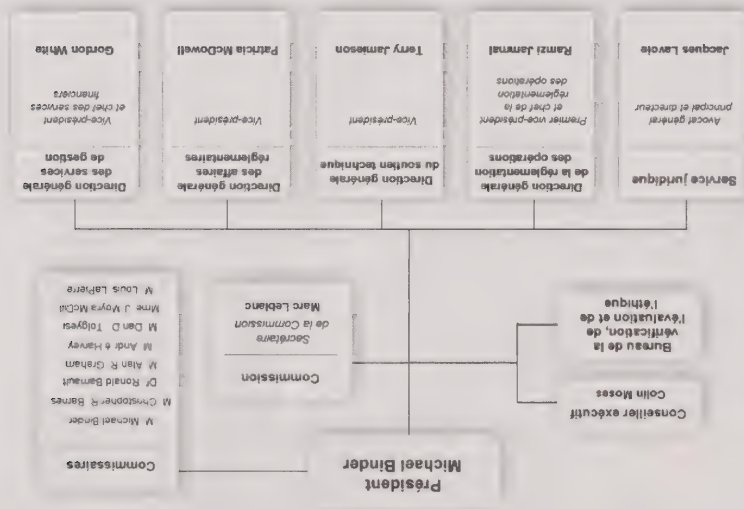 Président
Michael Binder
Conseiller exécutif
Colin Moses
Bureau de la
vérification, de
l'évaluation et de
l'éthique
Commission
Secrétaire
de la Commission
Marc Leblanc
Commissaires
M Michael Binder
M Christopher R Barnes
Dr Ronald Barriault
M Alan R Graham
M Andr é Harvey
M Dan D Tolgyesi
Mme J Moyra McDill
M Louis LaPierre
Service juridique
Avocat général
principal et directeur
Jacques Lavoie
Direction générale
de la réglementation
des opérations
Premier vice-président
et chef de la
réglementation
des opérations
Ramzi Jammal
Direction générale
du soutien technique
Vice-président
Terry Jamieson
Direction générale
des affaires
réglementaires
Vice-président
Patricia McDowell
Direction générale
des services
de gestion
Vice-président
et chef des services
financiers
Gordon White